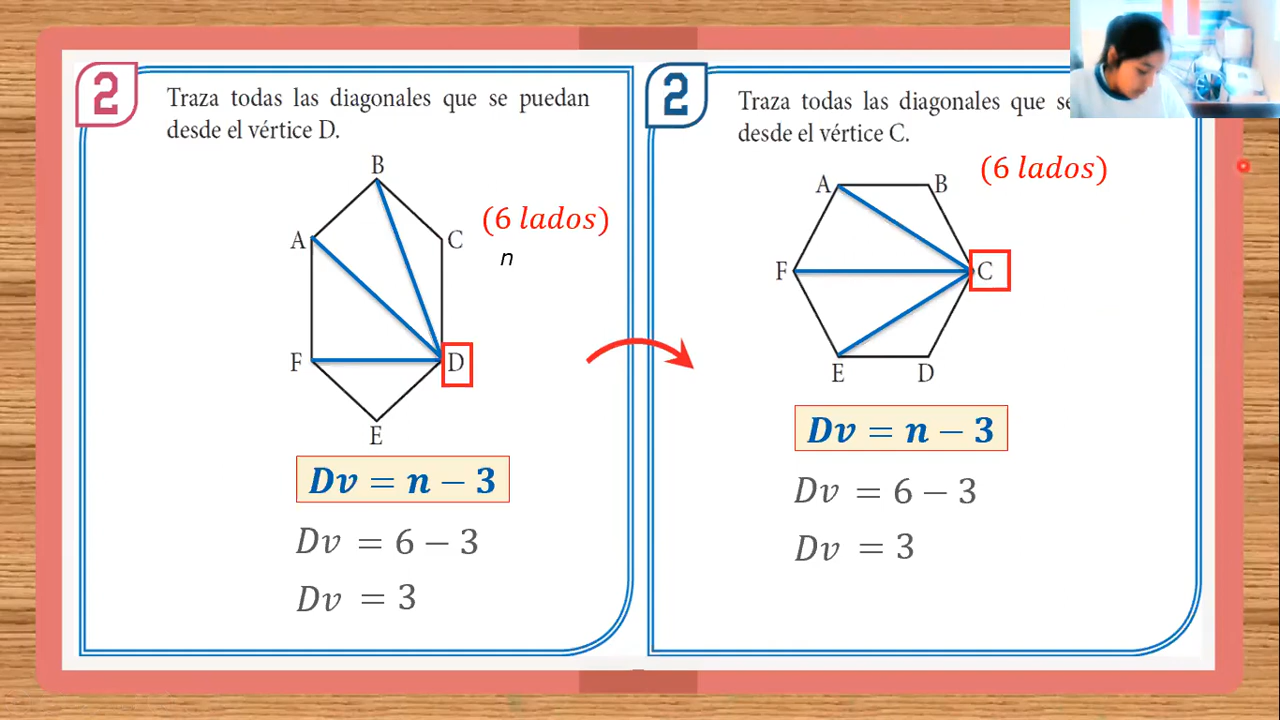 2
Traza todas las diagonales que se puedan
desde el vértice D.
B
A
C
(6 lados)
n
F
D
E
Dv = n − 3
Dv = 6 − 3
Dv = 3
2
Traza todas las diagonales que se
desde el vértice C.
(6 lados)
A
B
F
C
E
D
Dv = n − 3
Dv = 6 − 3
Dv = 3